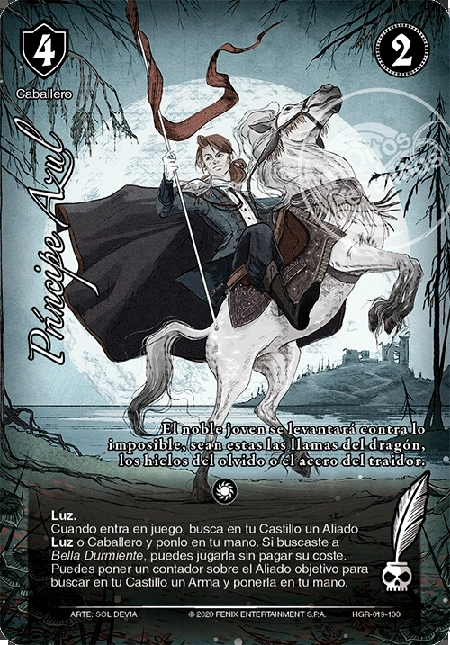 4
2
Caballero
Príncipe Azul
El noble joven se levantará contra lo
imposible, sean estas las llamas del dragón,
los hielos del olvido o el acero del traidor.
Luz.
Cuando entra en juego, busca en tu Castillo un Aliado
Luz o Caballero y ponlo en tu mano. Si buscaste a
Bella Durmiente, puedes jugarla sin pagar su coste.
Puedes poner un contador sobre el Aliado objetivo para
buscar en tu Castillo un Arma y ponerla en tu mano.
ARTE: SOL DEVIA
© 2020 FENIX ENTERTAINMENT S.P.A.
HGR-019-100